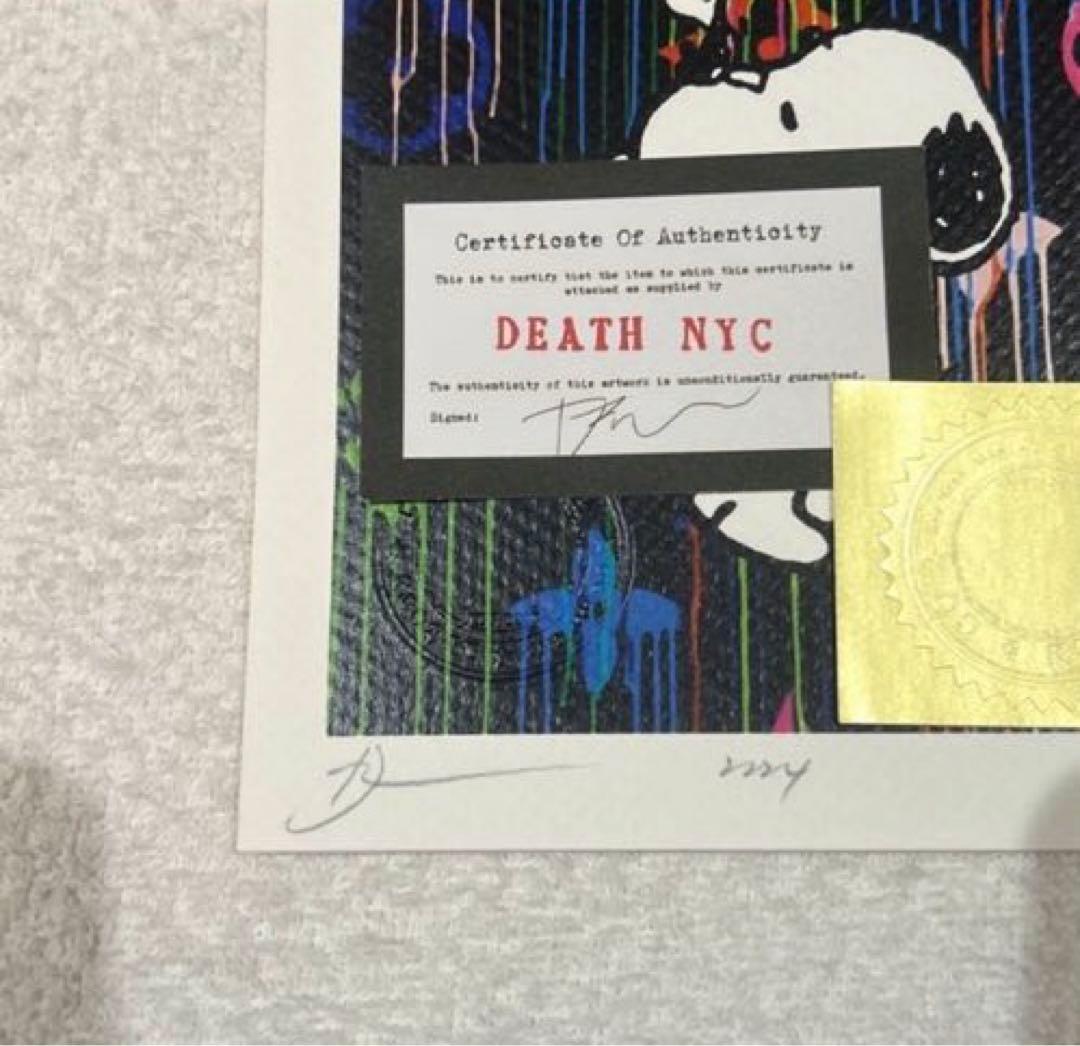 Certificate Of Authenticity
This is to certify that the item to which this certificate is
attached as supplied by
DEATH NYC
The authenticity of this artwork is unconditionally guaranteed.
Signed:
2024